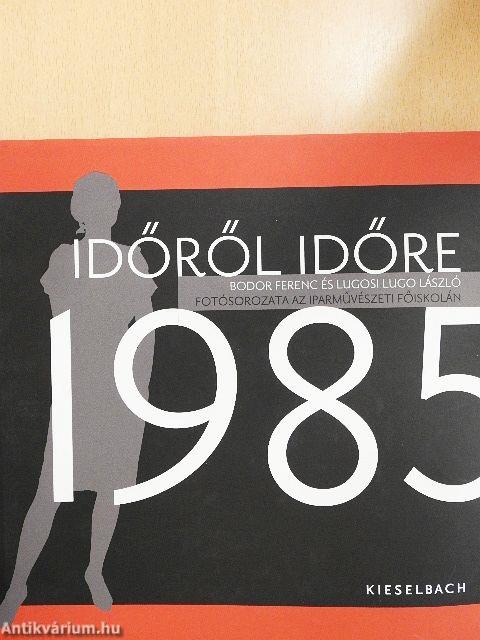 IDŐRŐL IDŐRE
BODOR FERENC ÉS LUGOSI LUGO LÁSZLÓ
FOTÓSOROZATA AZ IPARMŰVÉSZETI FŐISKOLÁN
1985
KIESELBACH
Antikvárium.hu